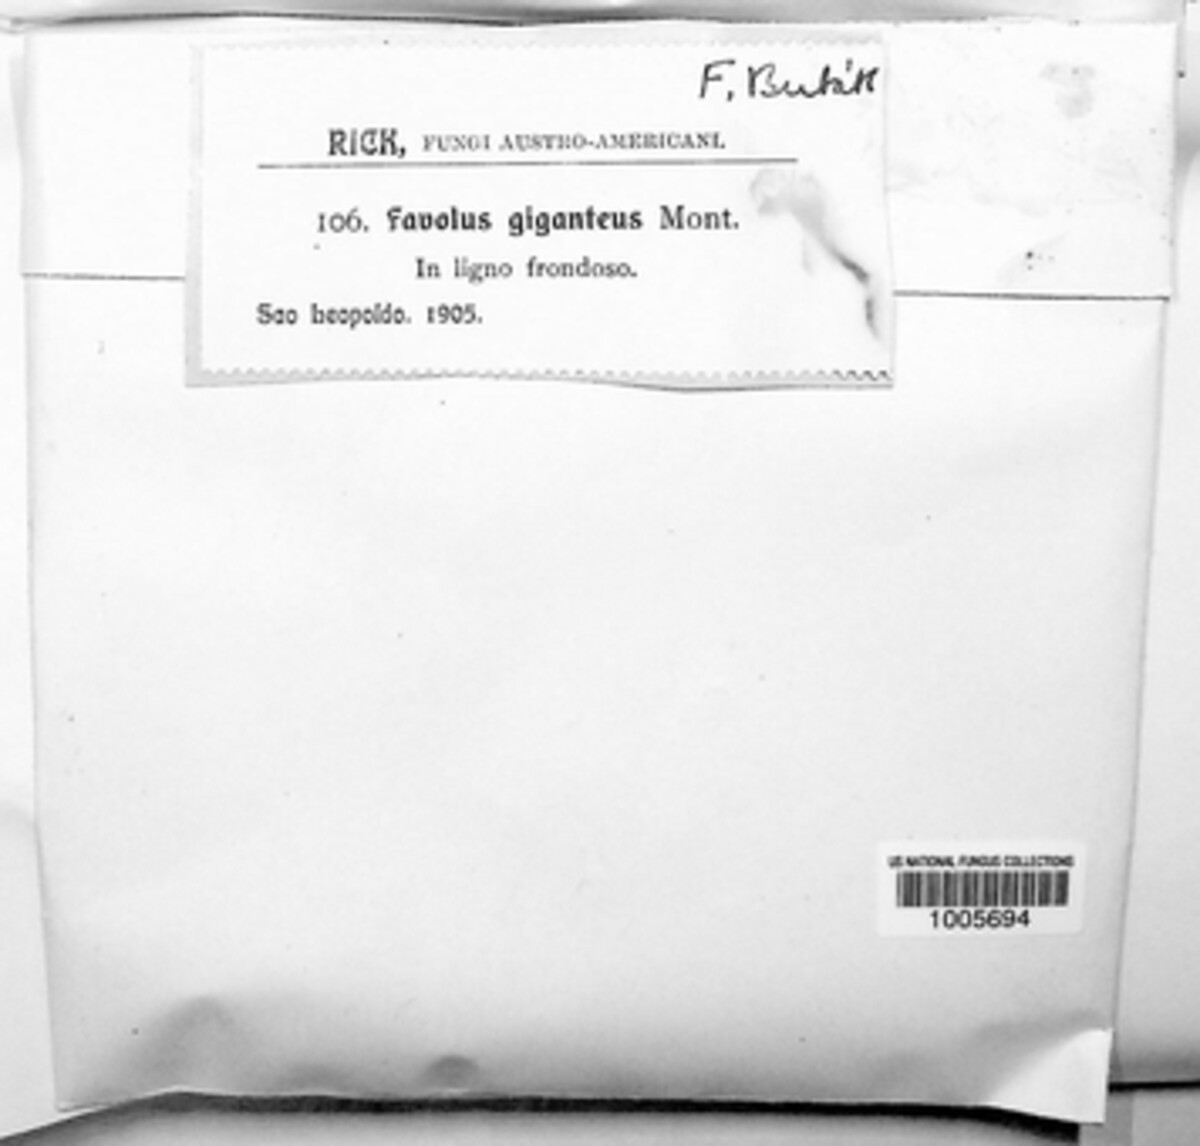 F. Bubák
RICK, FUNGI AUSTRO-AMERICANI.
106. Favolus giganteus Mont.
In ligno frondoso.
Sao Leopoldo. 1905.
US NATIONAL FUNGUS COLLECTIONS
1005694